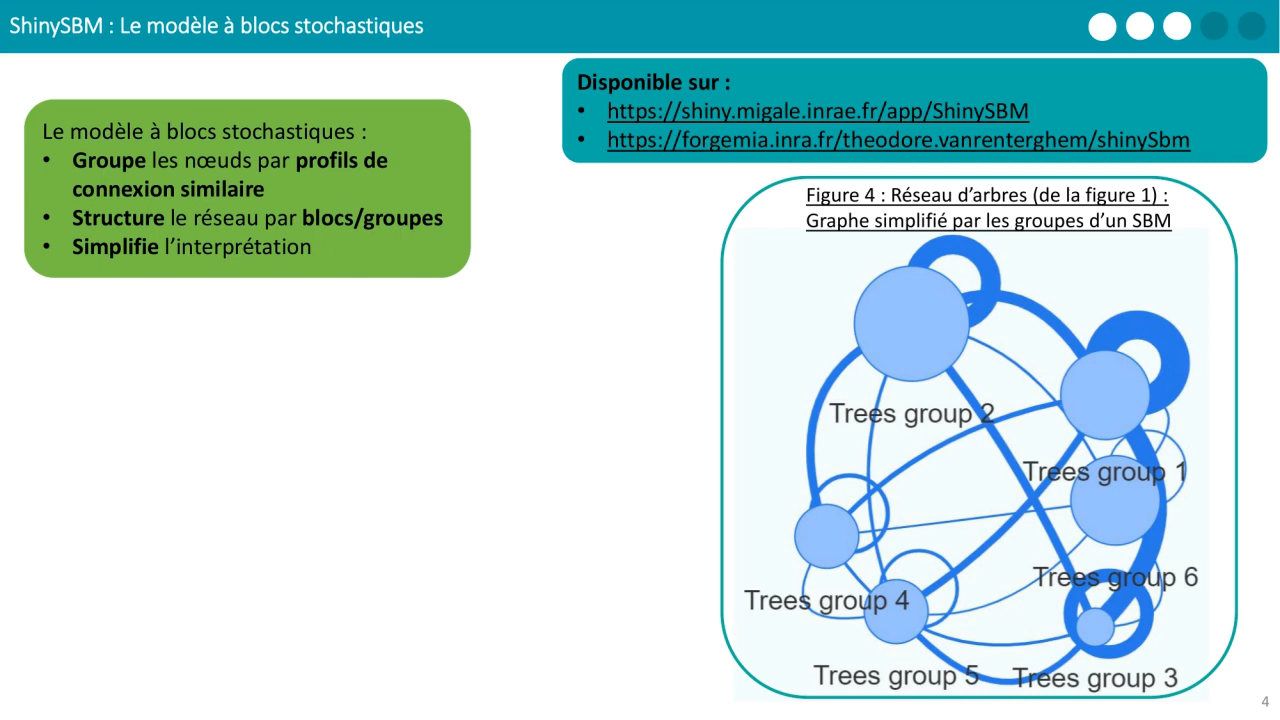 ShinySBM : Le modèle à blocs stochastiques
Disponible sur :
• https://shiny.migale.inrae.fr/app/ShinySBM
• https://forgemia.inra.fr/theodore.vanrenterghem/shinySbm
Le modèle à blocs stochastiques :
• Groupe les nœuds par profils de
connexion similaire
• Structure le réseau par blocs/groupes
• Simplifie l’interprétation
Figure 4 : Réseau d’arbres (de la figure 1) :
Graphe simplifié par les groupes d’un SBM
Trees group 2
Trees group 1
Trees group 6
Trees group 4
Trees group 5
Trees group 3
4